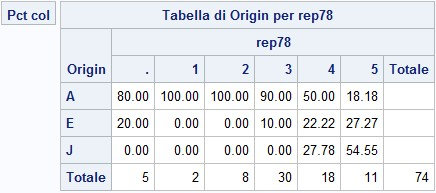 Pct col
Tabella di Origin per rep78
rep78
Origin . 1 2 3 4 5 Totale
A 80.00 100.00 100.00 90.00 50.00 18.18
E 20.00 0.00 0.00 10.00 22.22 27.27
J 0.00 0.00 0.00 0.00 27.78 54.55
Totale 5 2 8 30 18 11 74